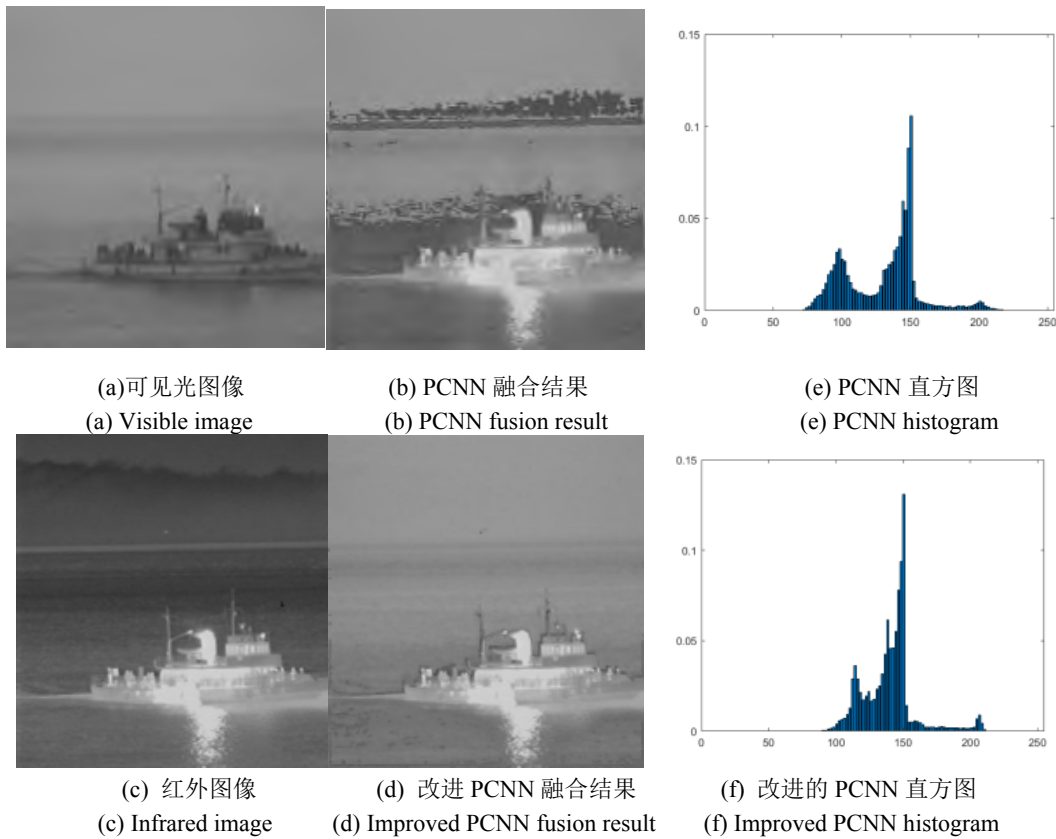 0.15
0.1
0.05
0
0 50 100 150 200 250
(a)可见光图像
(b) PCNN 融合结果
(e) PCNN 直方图
(a) Visible image
(b) PCNN fusion result
(e) PCNN histogram
0.15
0.1
0.05
0
0 50 100 150 200 250
(c) 红外图像
(d) 改进 PCNN 融合结果
(f) 改进的 PCNN 直方图
(c) Infrared image
(d) Improved PCNN fusion result
(f) Improved PCNN histogram